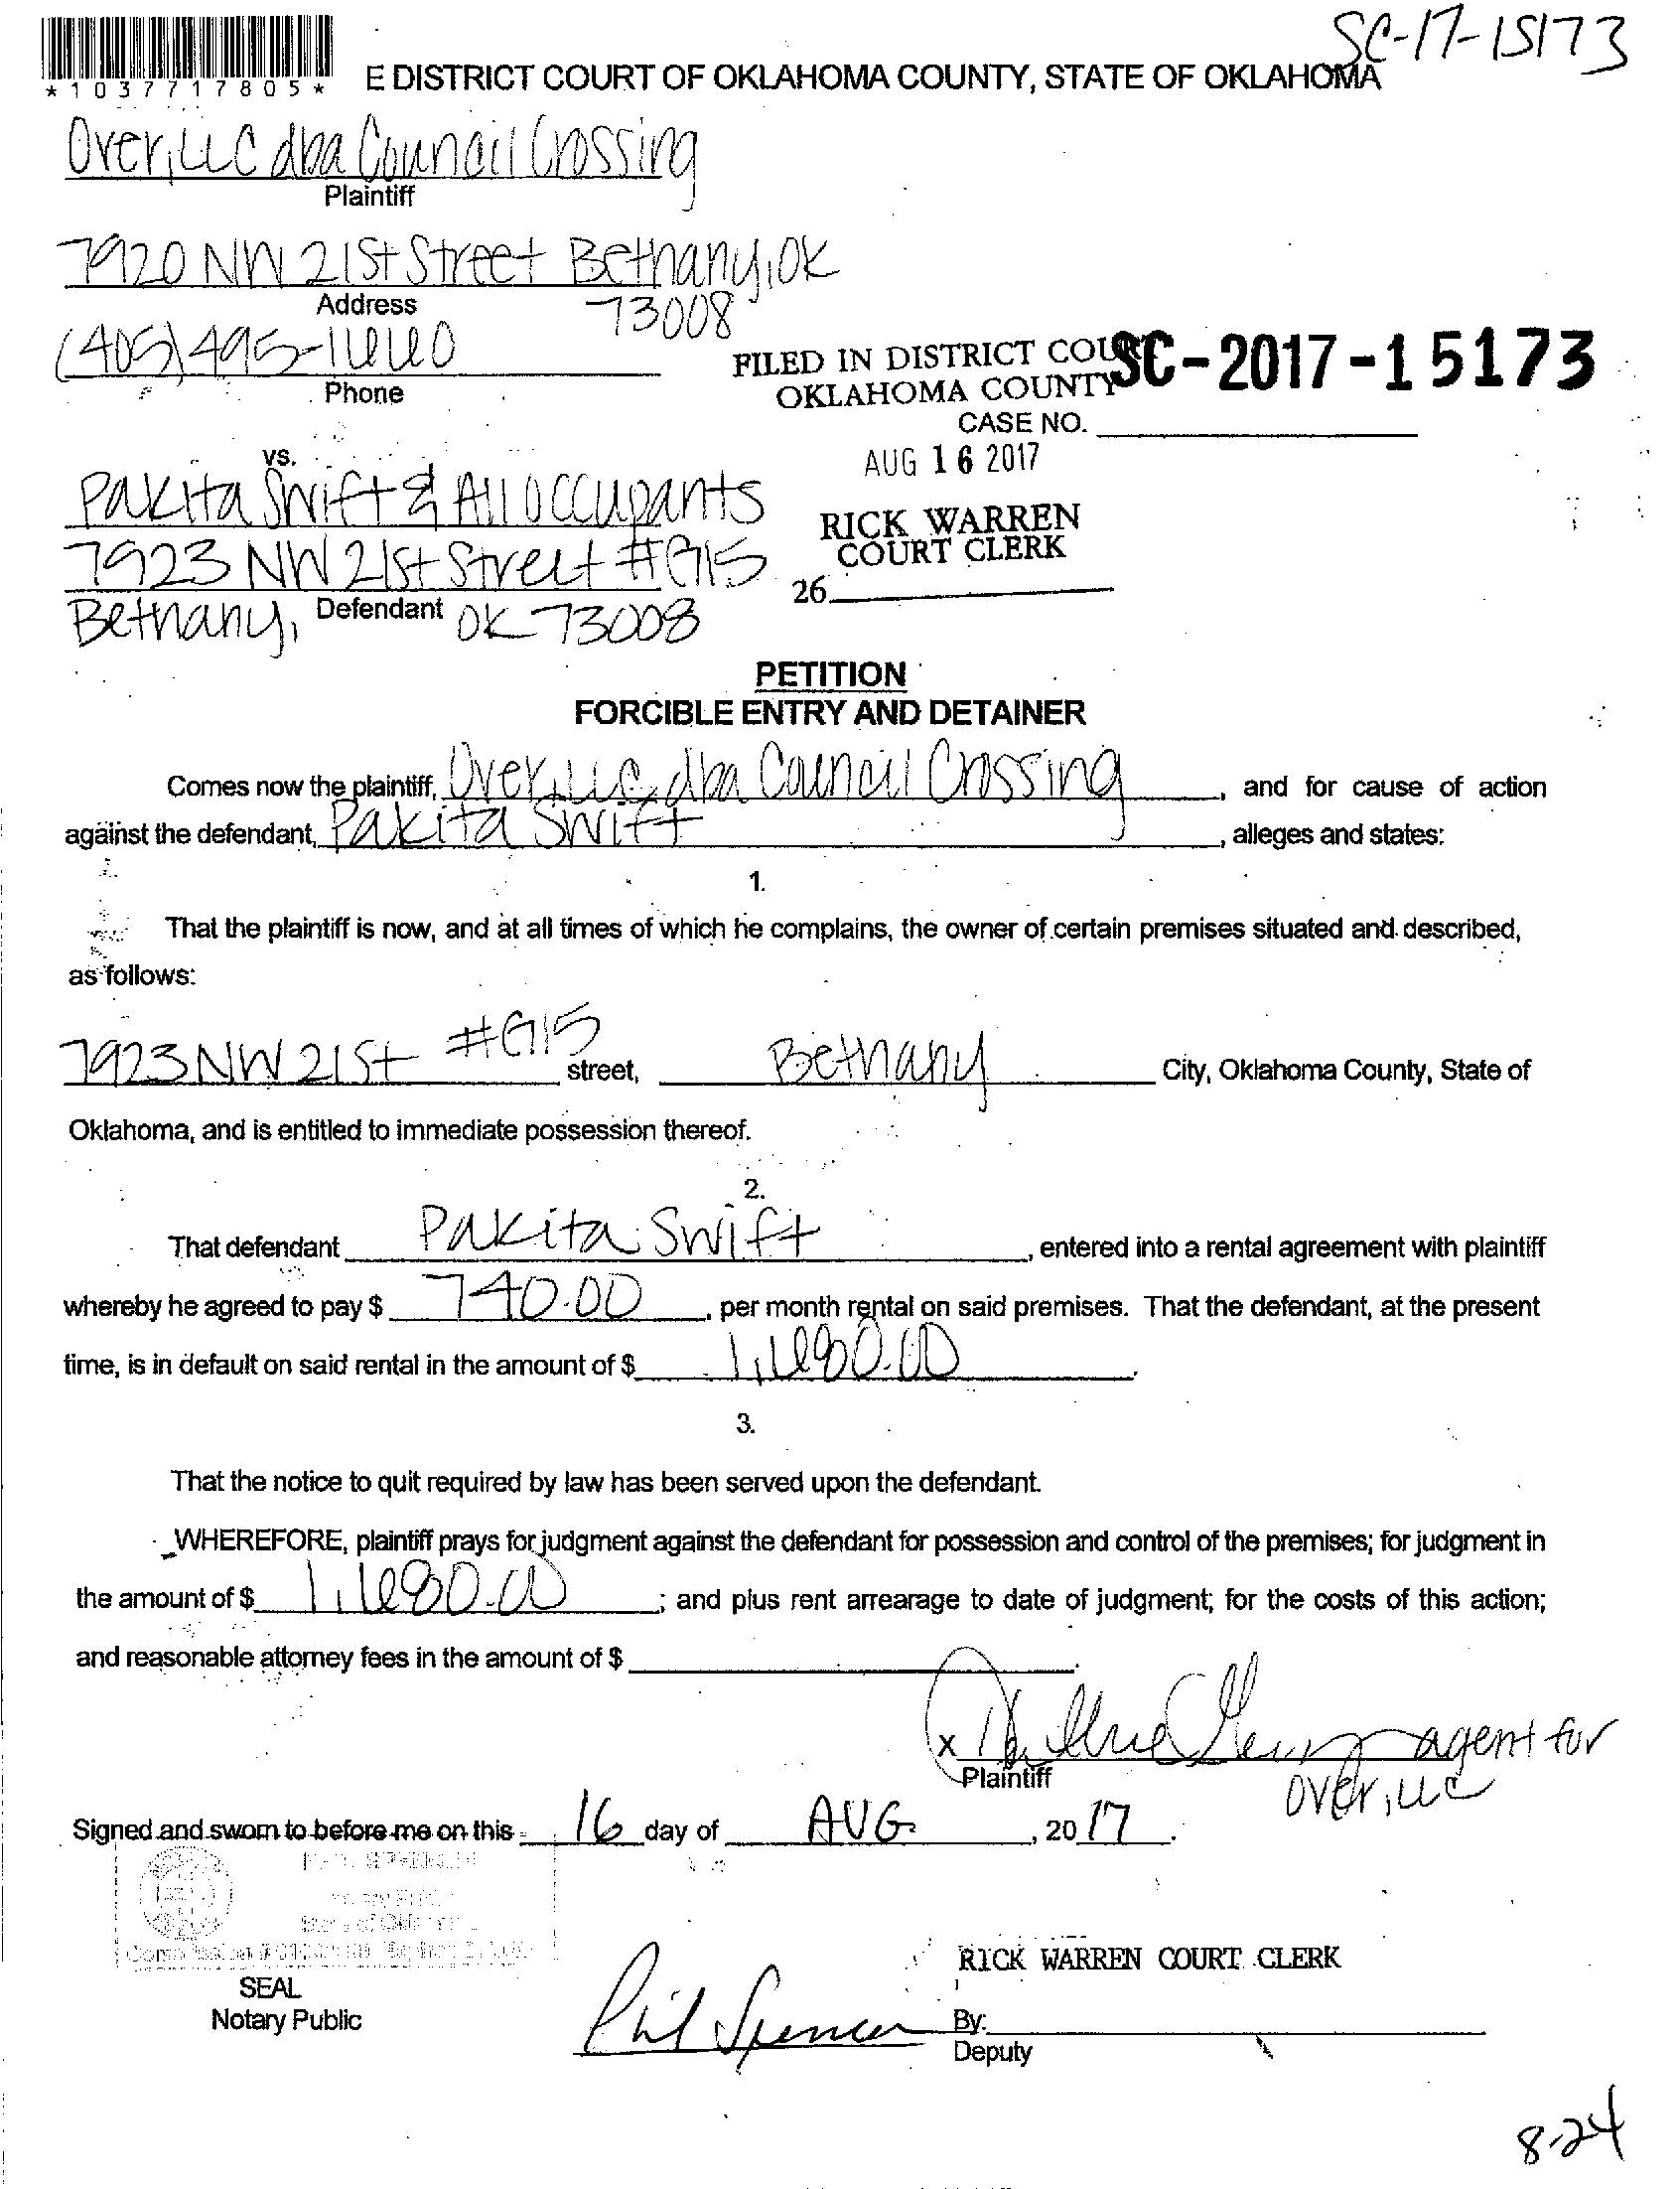 SC-17-15173
*1037717805*
E DISTRICT COURT OF OKLAHOMA COUNTY, STATE OF OKLAHOMA
Over, LLC dba Council Crossing
Plaintiff
7920 NW 21st Street Bethany, OK
Address
73008
(405) 495-1660
Phone
FILED IN DISTRICT COURT
OKLAHOMA COUNTY
SC-2017-15173
CASE NO.
AUG 16 2017
vs.
Pakita Swift & All Occupants
RICK WARREN
COURT CLERK
7923 NW 21st Street #G15
26
Bethany, OK 73008
Defendant
PETITION
FORCIBLE ENTRY AND DETAINER
Comes now the plaintiff, Over, LLC dba Council Crossing, and for cause of action
against the defendant, Pakita Swift, alleges and states:
1.
That the plaintiff is now, and at all times of which he complains, the owner of certain premises situated and described,
as follows:
7923 NW 21st #G15 street, Bethany City, Oklahoma County, State of
Oklahoma, and is entitled to immediate possession thereof.
2.
That defendant Pakita Swift, entered into a rental agreement with plaintiff
whereby he agreed to pay $ 740.00, per month rental on said premises. That the defendant, at the present
time, is in default on said rental in the amount of $ 1,680.00.
3.
That the notice to quit required by law has been served upon the defendant.
WHEREFORE, plaintiff prays for judgment against the defendant for possession and control of the premises; for judgment in
the amount of $ 1,680.00; and plus rent arrearage to date of judgment; for the costs of this action;
and reasonable attorney fees in the amount of $
x agent for
Plaintiff
Over, LLC
Signed and sworn to before me on this 16 day of AUG, 2017.
State of
SEAL
Notary Public
RICK WARREN COURT CLERK
Phil Spencer By:
Deputy
8-24